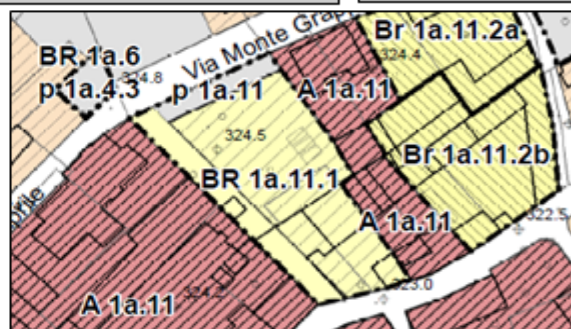 BR 1a.6
p 1a.4.3
324.8
Via Monte Grap
p 1a.11
A 1a.11
Br 1a.11.2a
324.4
324.5
BR 1a.11.1
Br 1a.11.2b
A 1a.11
322.5
prile
A 1a.11
323.0